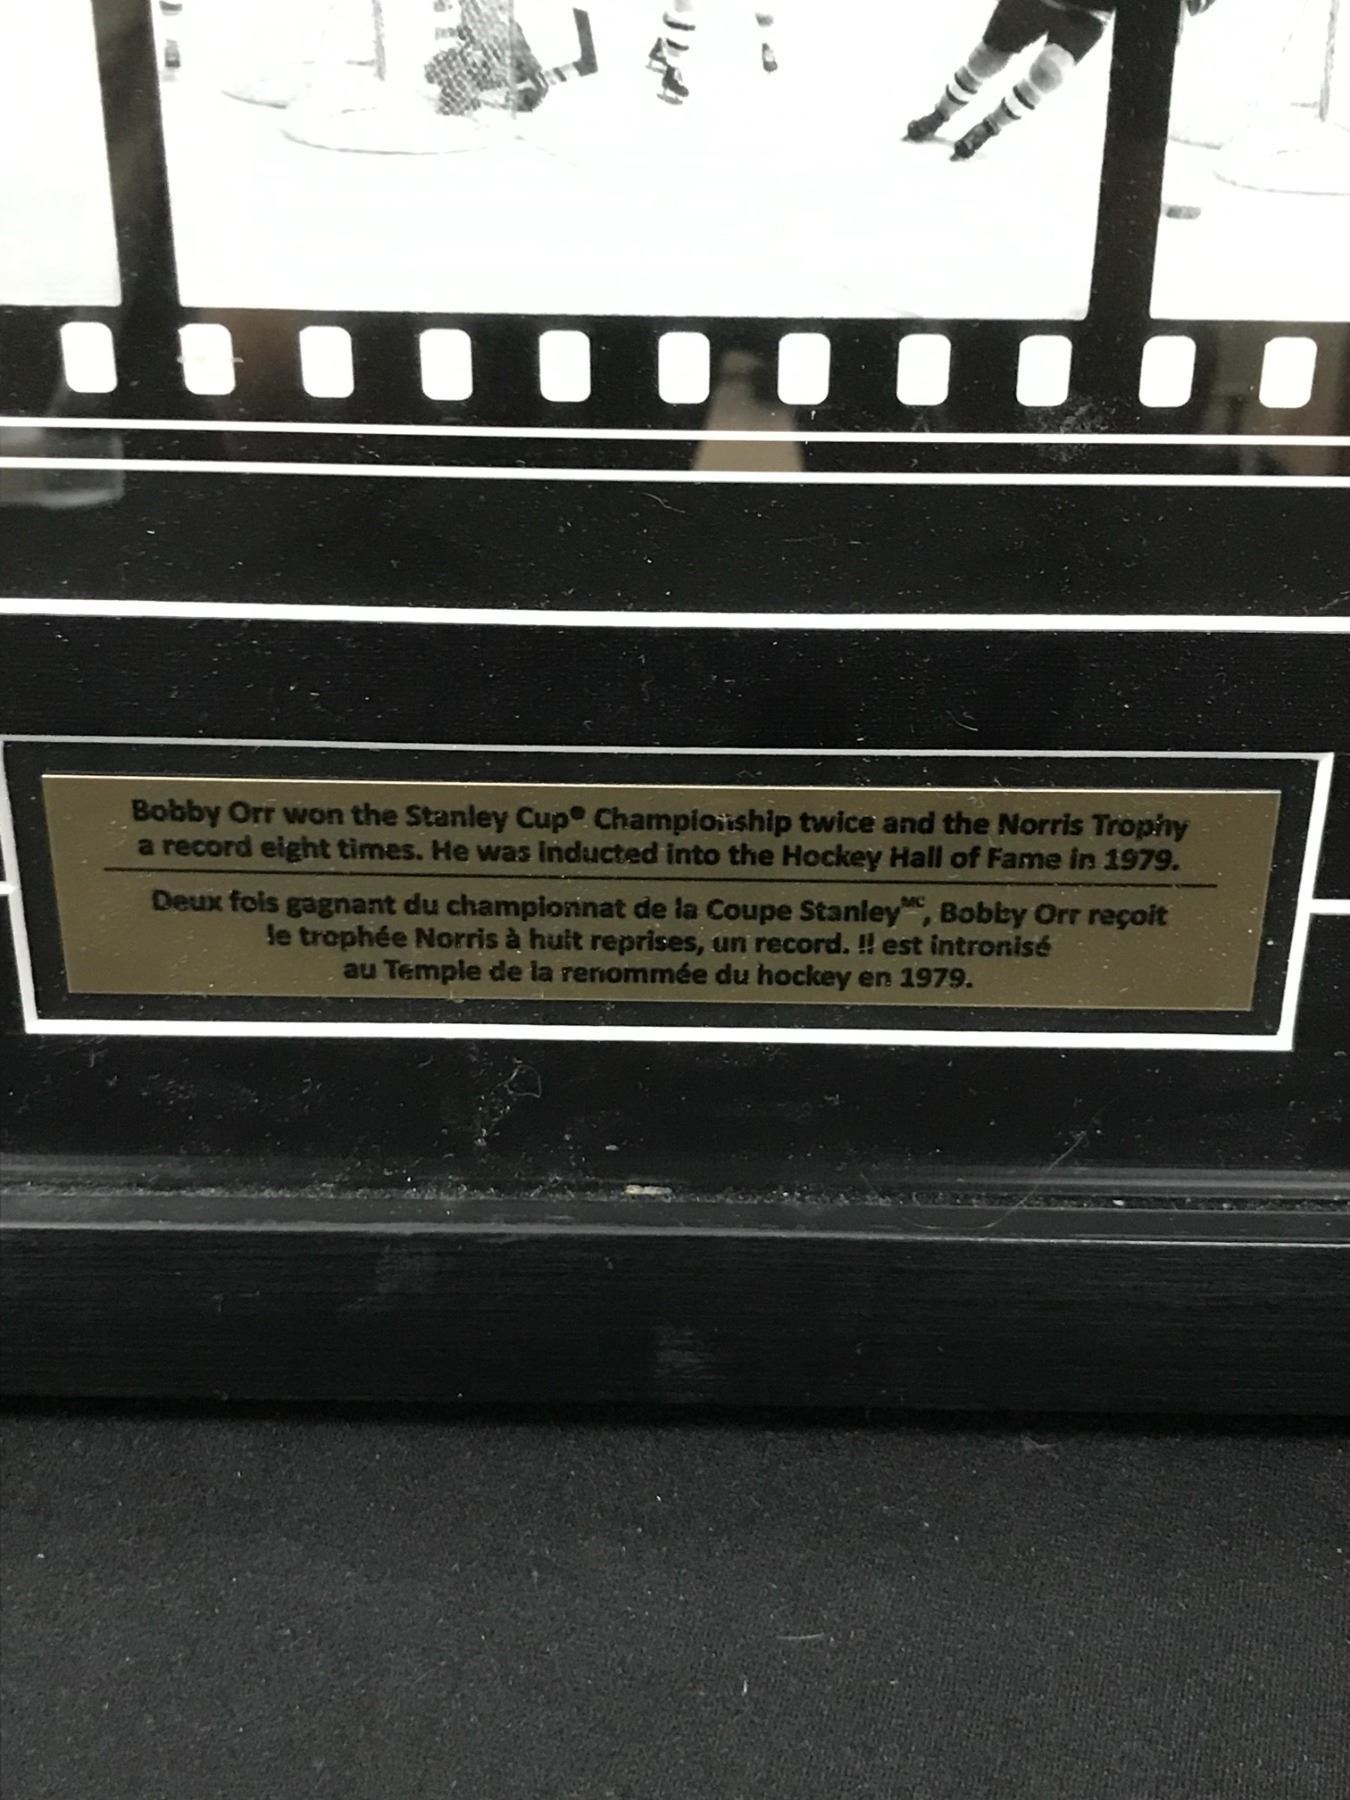 Bobby Orr won the Stanley Cup® Championship twice and the Norris Trophy
a record eight times. He was inducted into the Hockey Hall of Fame in 1979.
Deux fois gagnant du championnat de la Coupe Stanleyᴹᶜ, Bobby Orr reçoit
le trophée Norris à huit reprises, un record. Il est intronisé
au Temple de la renommée du hockey en 1979.